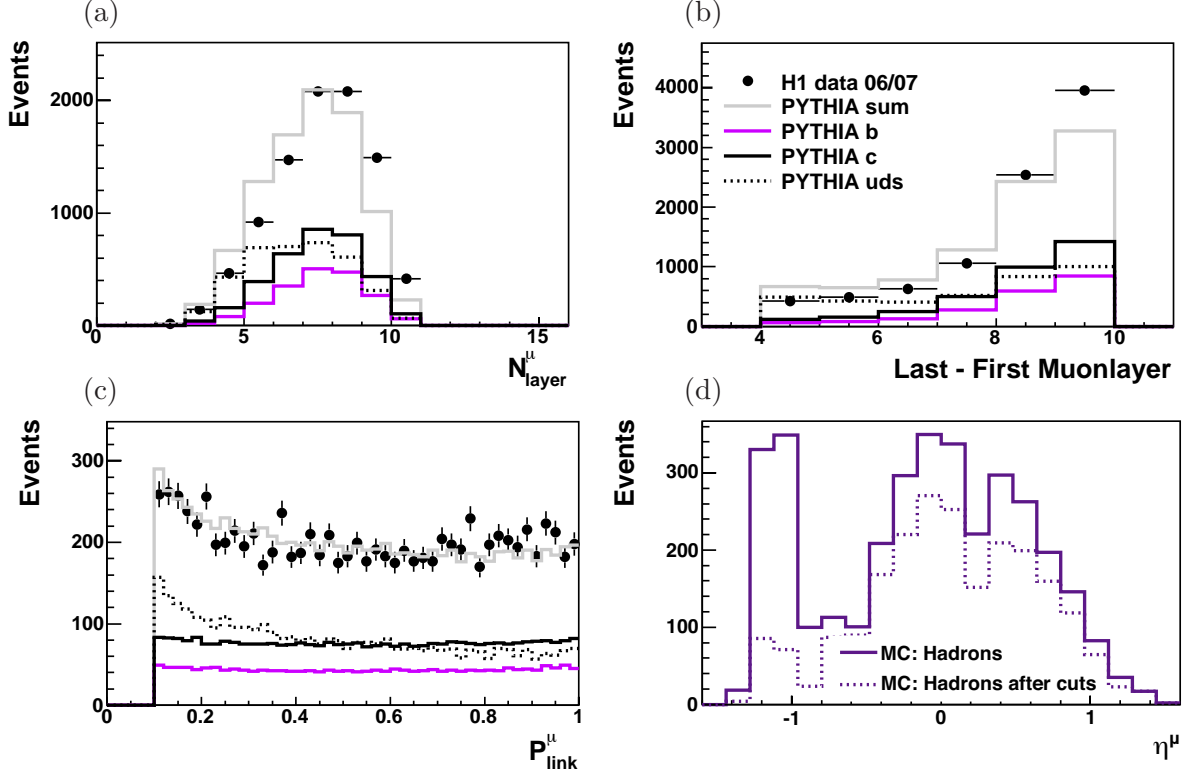 (a)
Events
2000
1000
0
0
5
10
15
N^μ_layer
(b)
Events
4000
3000
2000
1000
0
H1 data 06/07
PYTHIA sum
PYTHIA b
PYTHIA c
PYTHIA uds
4
6
8
10
Last - First Muonlayer
(c)
Events
300
200
100
0
0.2
0.4
0.6
0.8
1
P^μ_link
(d)
Events
300
200
100
0
MC: Hadrons
MC: Hadrons after cuts
-1
0
1
η^μ